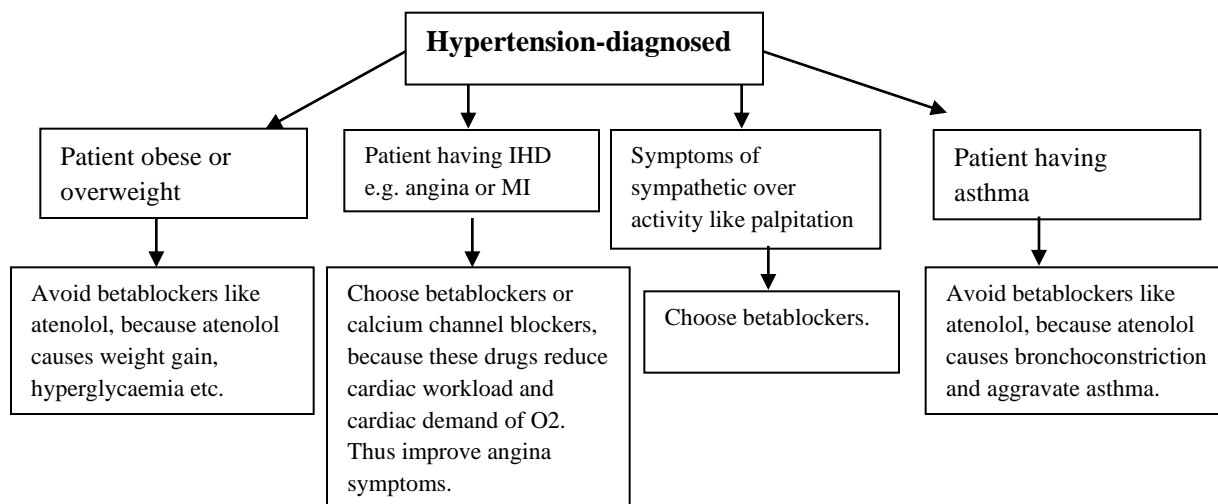 Hypertension-diagnosed
Patient obese or
overweight
Patient having IHD
e.g. angina or MI
Symptoms of
sympathetic over
activity like palpitation
Patient having
asthma
Avoid betablockers like
atenolol, because atenolol
causes weight gain,
hyperglycaemia etc.
Choose betablockers or
calcium channel blockers,
because these drugs reduce
cardiac workload and
cardiac demand of O2.
Thus improve angina
symptoms.
Choose betablockers.
Avoid betablockers like
atenolol, because atenolol
causes bronchoconstriction
and aggravate asthma.